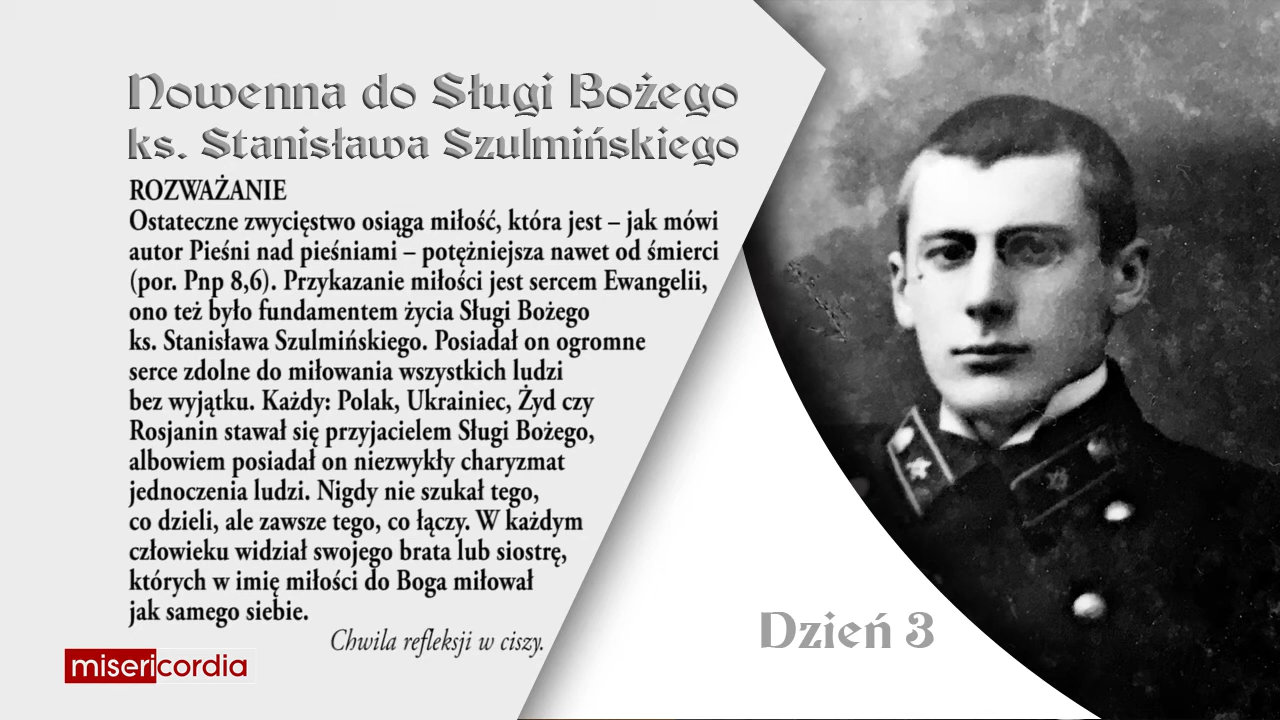 Nowenna do Sługi Bożego
ks. Stanisława Szulmińskiego
ROZWAŻANIE
Ostateczne zwycięstwo osiąga miłość, która jest – jak mówi
autor Pieśni nad pieśniami – potężniejsza nawet od śmierci
(por. Pnp 8,6). Przykazanie miłości jest sercem Ewangelii,
ono też było fundamentem życia Sługi Bożego
ks. Stanisława Szulmińskiego. Posiadał on ogromne
serce zdolne do miłowania wszystkich ludzi
bez wyjątku. Każdy: Polak, Ukrainiec, Żyd czy
Rosjanin stawał się przyjacielem Sługi Bożego,
albowiem posiadał on niezwykły charyzmat
jednoczenia ludzi. Nigdy nie szukał tego,
co dzieli, ale zawsze tego, co łączy. W każdym
człowieku widział swojego brata lub siostrę,
których w imię miłości do Boga miłował
jak samego siebie.
Chwila refleksji w ciszy.
Dzień 3
misericordia